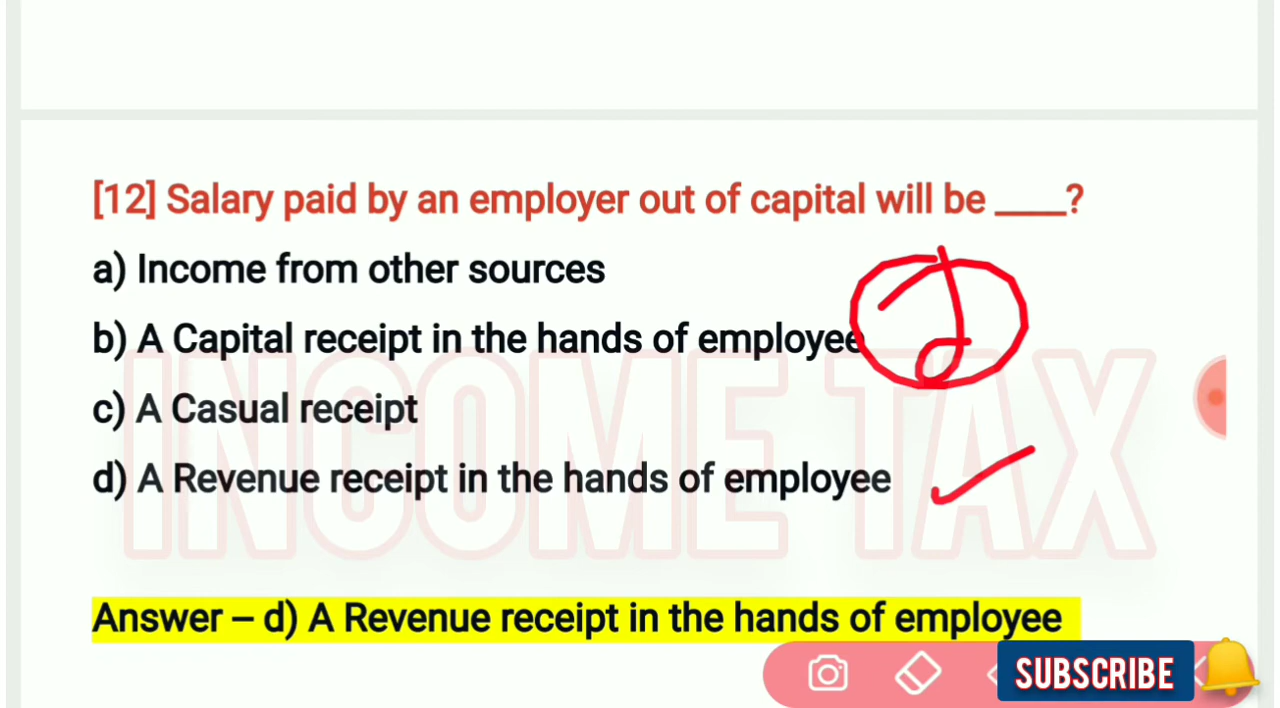 [12] Salary paid by an employer out of capital will be ____?
a) Income from other sources
b) A Capital receipt in the hands of employee
c) A Casual receipt
d) A Revenue receipt in the hands of employee
INCOME TAX
Answer – d) A Revenue receipt in the hands of employee
SUBSCRIBE